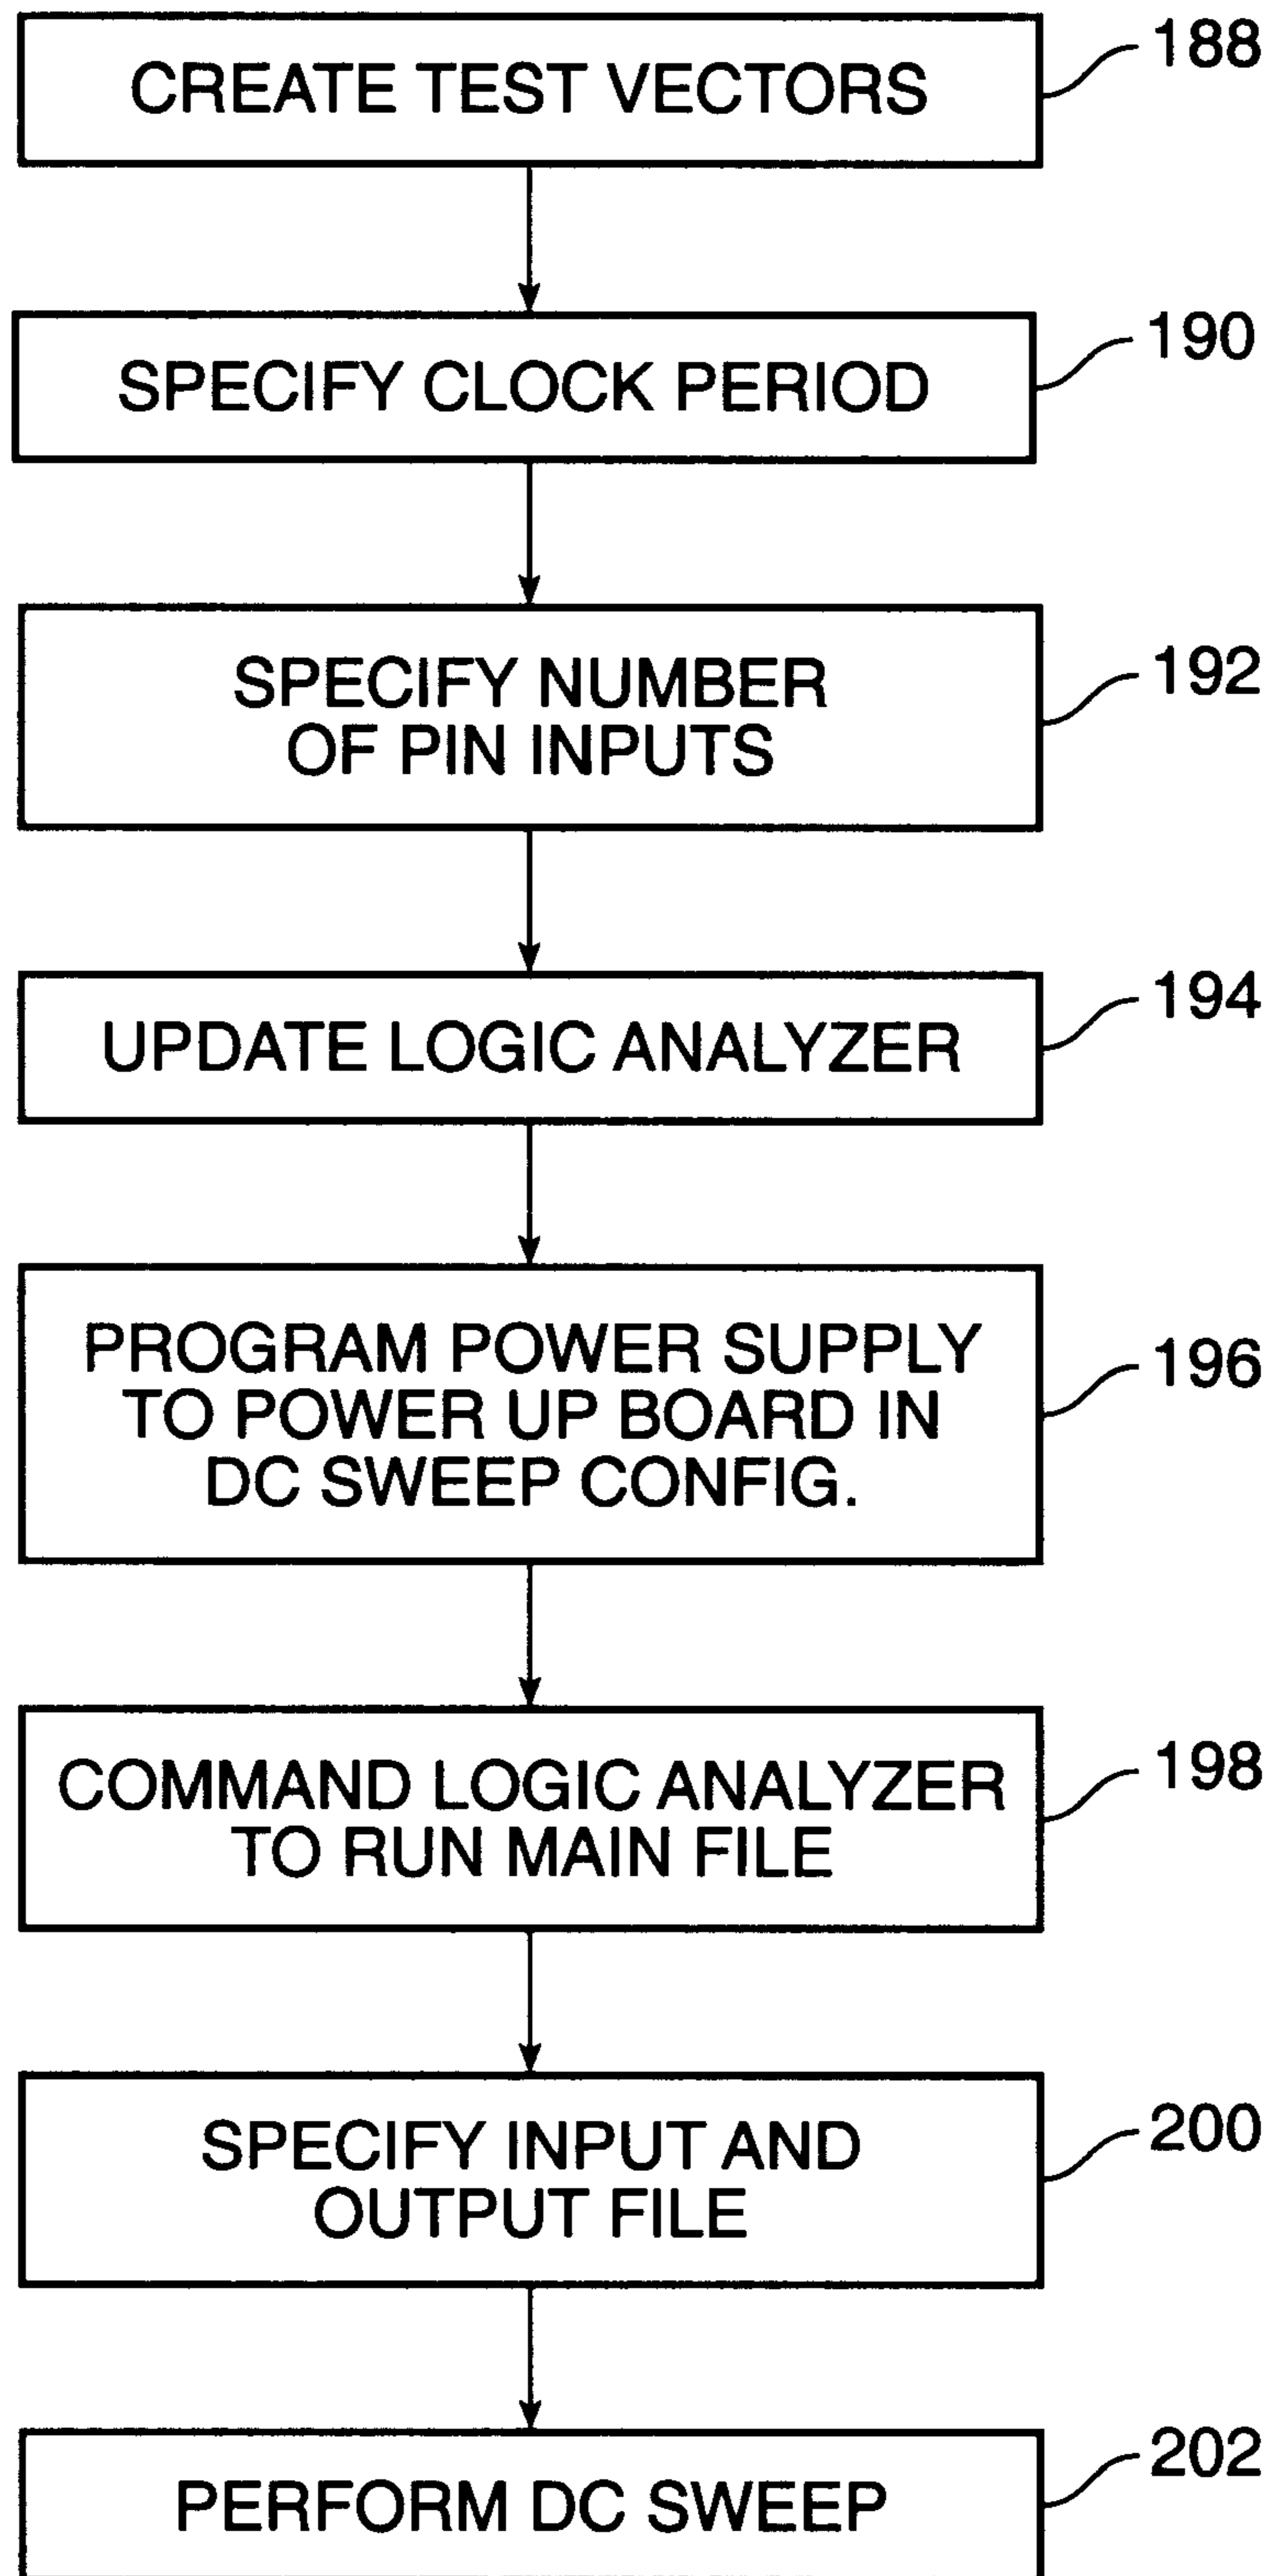 CREATE TEST VECTORS
188
SPECIFY CLOCK PERIOD
190
SPECIFY NUMBER
OF PIN INPUTS
192
UPDATE LOGIC ANALYZER
194
PROGRAM POWER SUPPLY
TO POWER UP BOARD IN
DC SWEEP CONFIG.
196
COMMAND LOGIC ANALYZER
TO RUN MAIN FILE
198
SPECIFY INPUT AND
OUTPUT FILE
200
PERFORM DC SWEEP
202